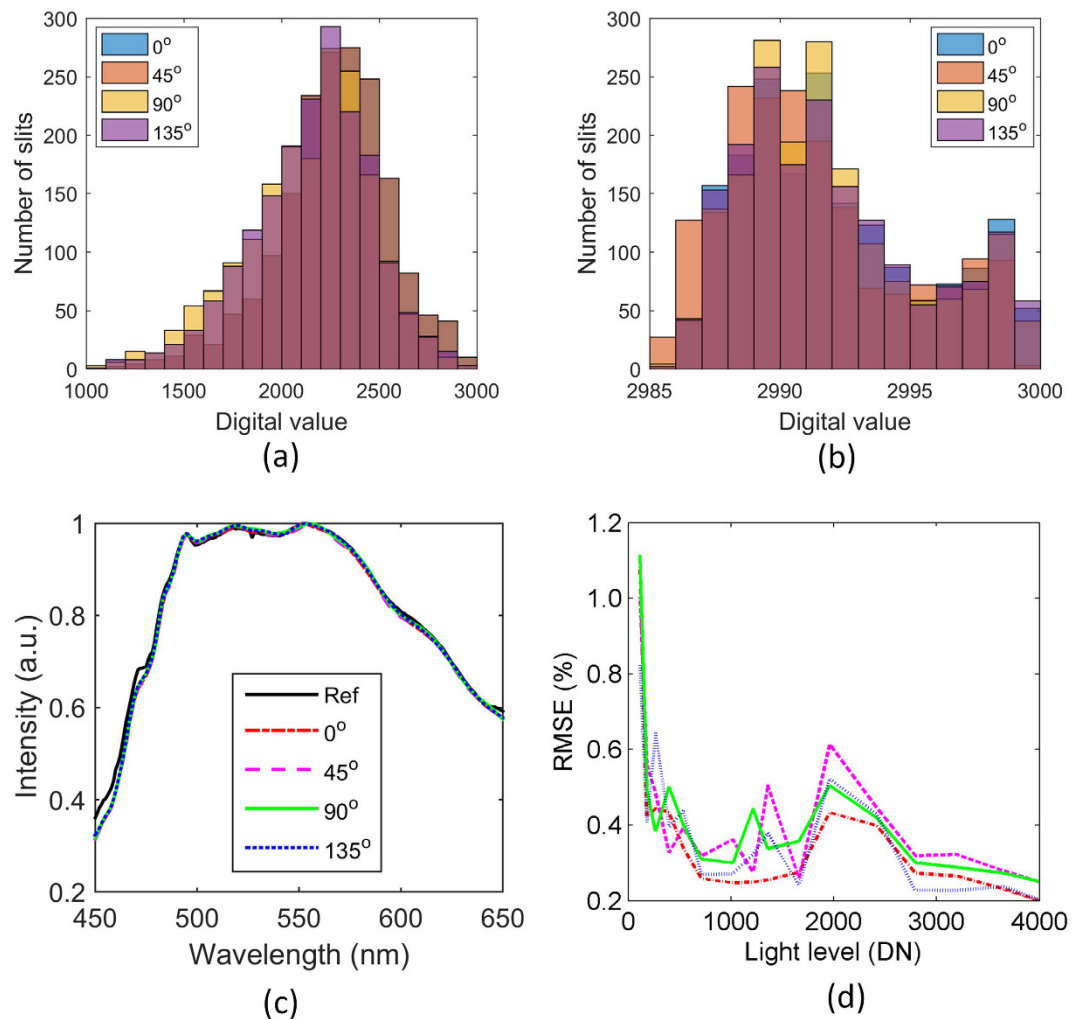 300
250
200
150
100
50
0
Number of slits
0°
45°
90°
135°
1000 1500 2000 2500 3000
Digital value
(a)
300
250
200
150
100
50
0
Number of slits
0°
45°
90°
135°
2985 2990 2995 3000
Digital value
(b)
1
0.8
0.6
0.4
0.2
Intensity (a.u.)
Ref
0°
45°
90°
135°
450 500 550 600 650
Wavelength (nm)
(c)
1.2
1.0
0.8
0.6
0.4
0.2
RMSE (%)
0 1000 2000 3000 4000
Light level (DN)
(d)